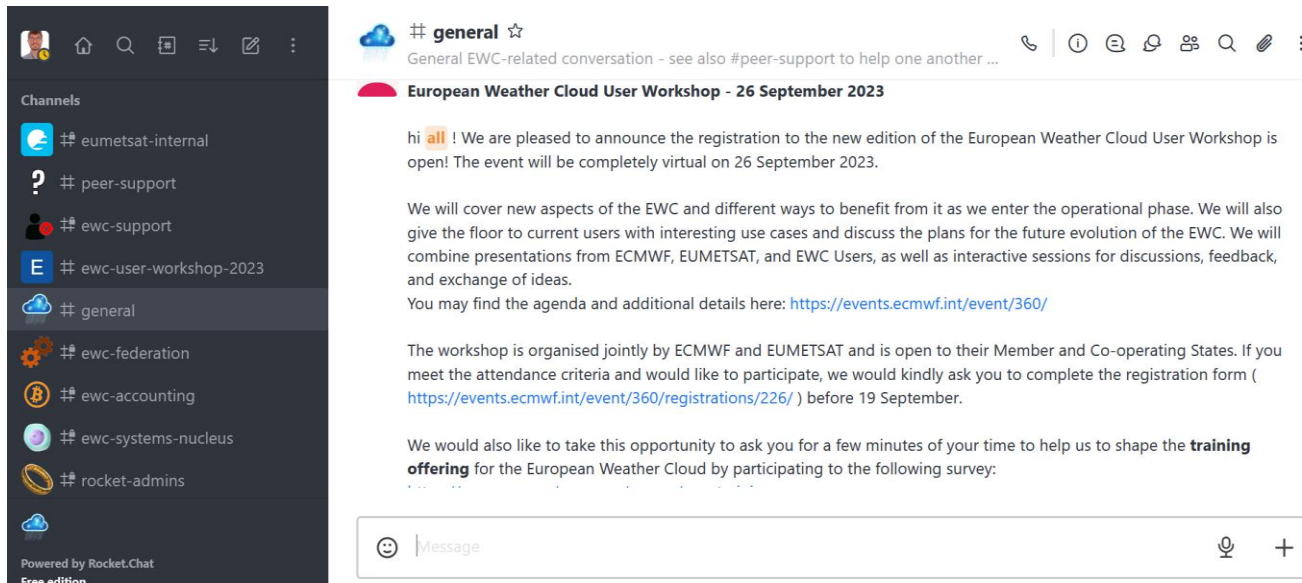 Channels
eumetsat-internal
peer-support
ewc-support
E ewc-user-workshop-2023
general
ewc-federation
ewc-accounting
ewc-systems-nucleus
rocket-admins
Powered by Rocket.Chat
Free edition
# general
General EWC-related conversation - see also #peer-support to help one another ...
European Weather Cloud User Workshop - 26 September 2023
hi all ! We are pleased to announce the registration to the new edition of the European Weather Cloud User Workshop is
open! The event will be completely virtual on 26 September 2023.
We will cover new aspects of the EWC and different ways to benefit from it as we enter the operational phase. We will also
give the floor to current users with interesting use cases and discuss the plans for the future evolution of the EWC. We will
combine presentations from ECMWF, EUMETSAT, and EWC Users, as well as interactive sessions for discussions, feedback,
and exchange of ideas.
You may find the agenda and additional details here: https://events.ecmwf.int/event/360/
The workshop is organised jointly by ECMWF and EUMETSAT and is open to their Member and Co-operating States. If you
meet the attendance criteria and would like to participate, we would kindly ask you to complete the registration form (
https://events.ecmwf.int/event/360/registrations/226/ ) before 19 September.
We would also like to take this opportunity to ask you for a few minutes of your time to help us to shape the training
offering for the European Weather Cloud by participating to the following survey:
Message